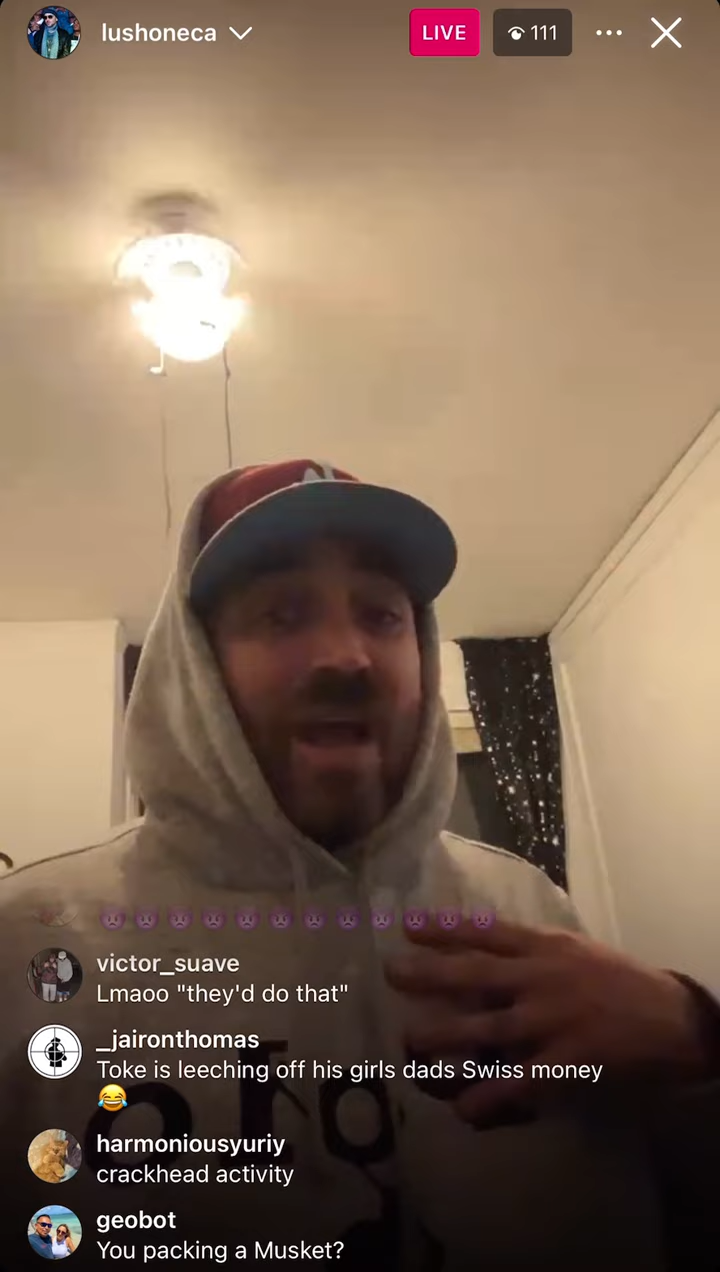 lushoneca
LIVE
111
victor_suave
Lmaoo "they'd do that"
_jaironthomas
Toke is leeching off his girls dads Swiss money
😂
harmoniousyuriy
crackhead activity
geobot
You packing a Musket?